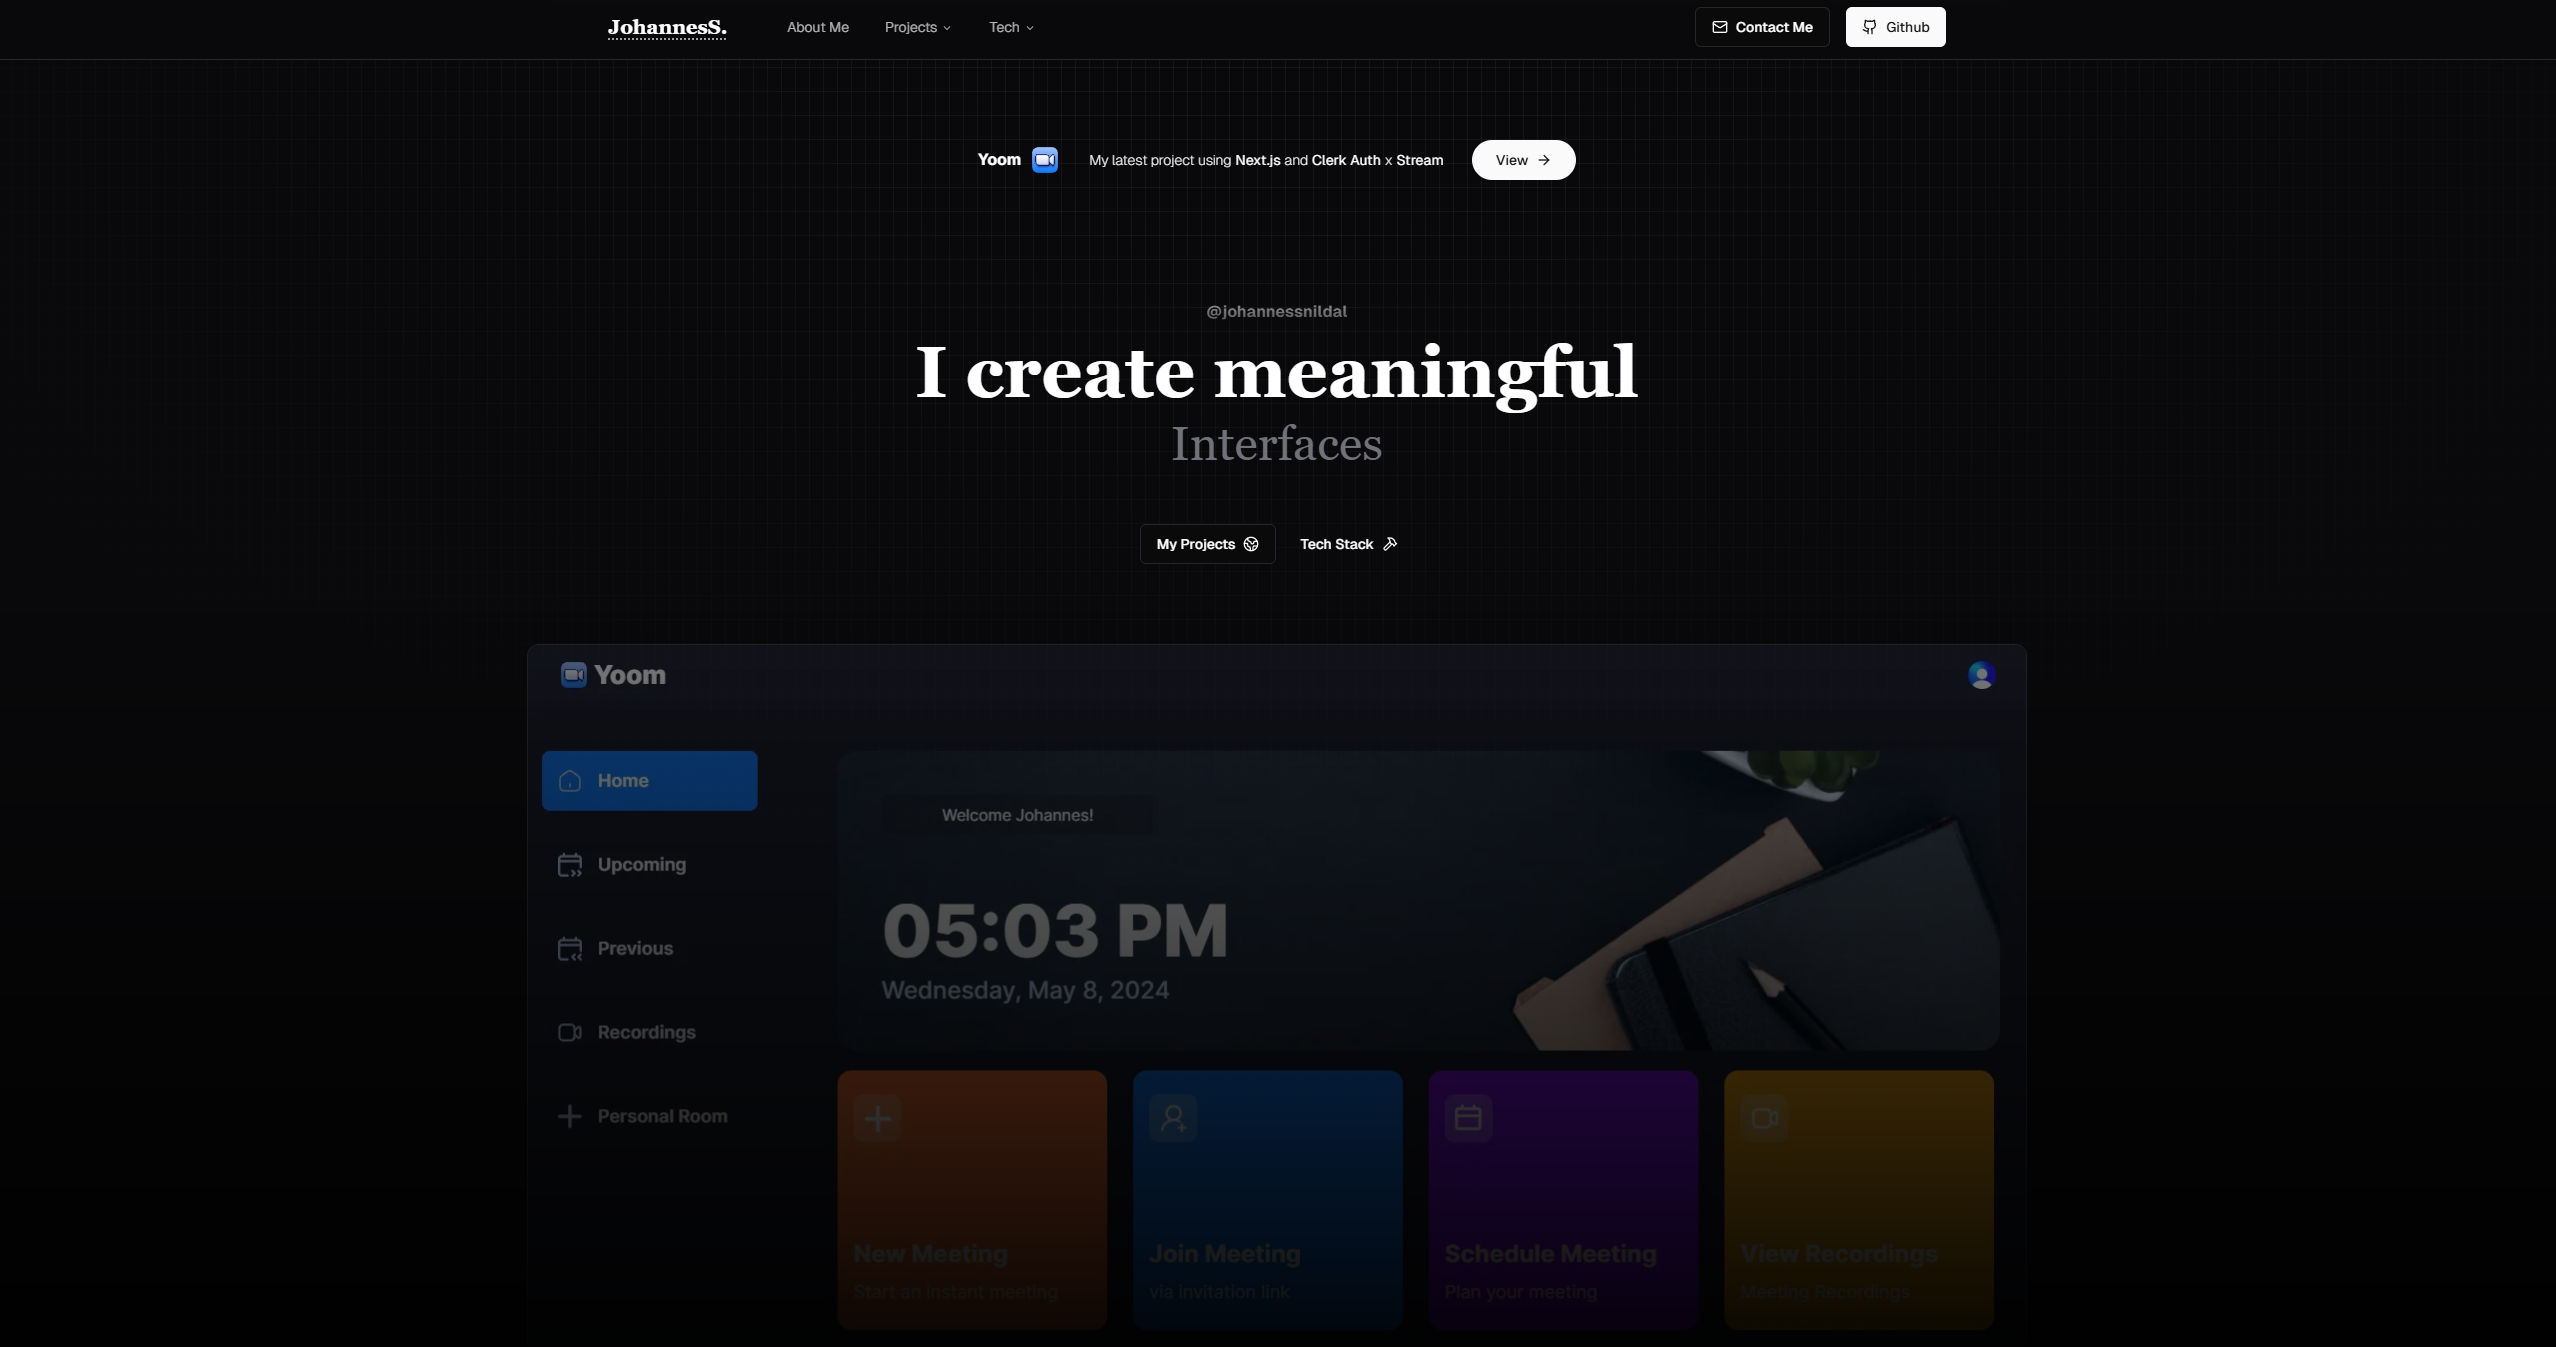 JohannesS.
About Me
Projects
Tech
Contact Me
Github
Yoom
My latest project using Next.js and Clerk Auth x Stream
View
@johannessnildal
I create meaningful
Interfaces
My Projects
Tech Stack
Yoom
Home
Upcoming
Previous
Recordings
Personal Room
Welcome Johannes!
05:03 PM
Wednesday, May 8, 2024
New Meeting
Start an instant meeting
Join Meeting
via invitation link
Schedule Meeting
Plan your meeting
View Recordings
Meeting Recordings